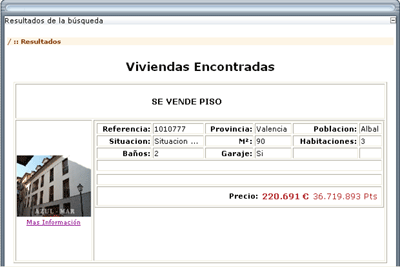 Resultados de la búsqueda
/ :: Resultados
Viviendas Encontradas
SE VENDE PISO
Referencia: 1010777 Provincia: Valencia Poblacion: Albal
Situacion: Situacion ... M²: 90 Habitaciones: 3
Baños: 2 Garaje: Si
AZUL - MAR
Mas Información
Precio: 220.691 € 36.719.893 Pts